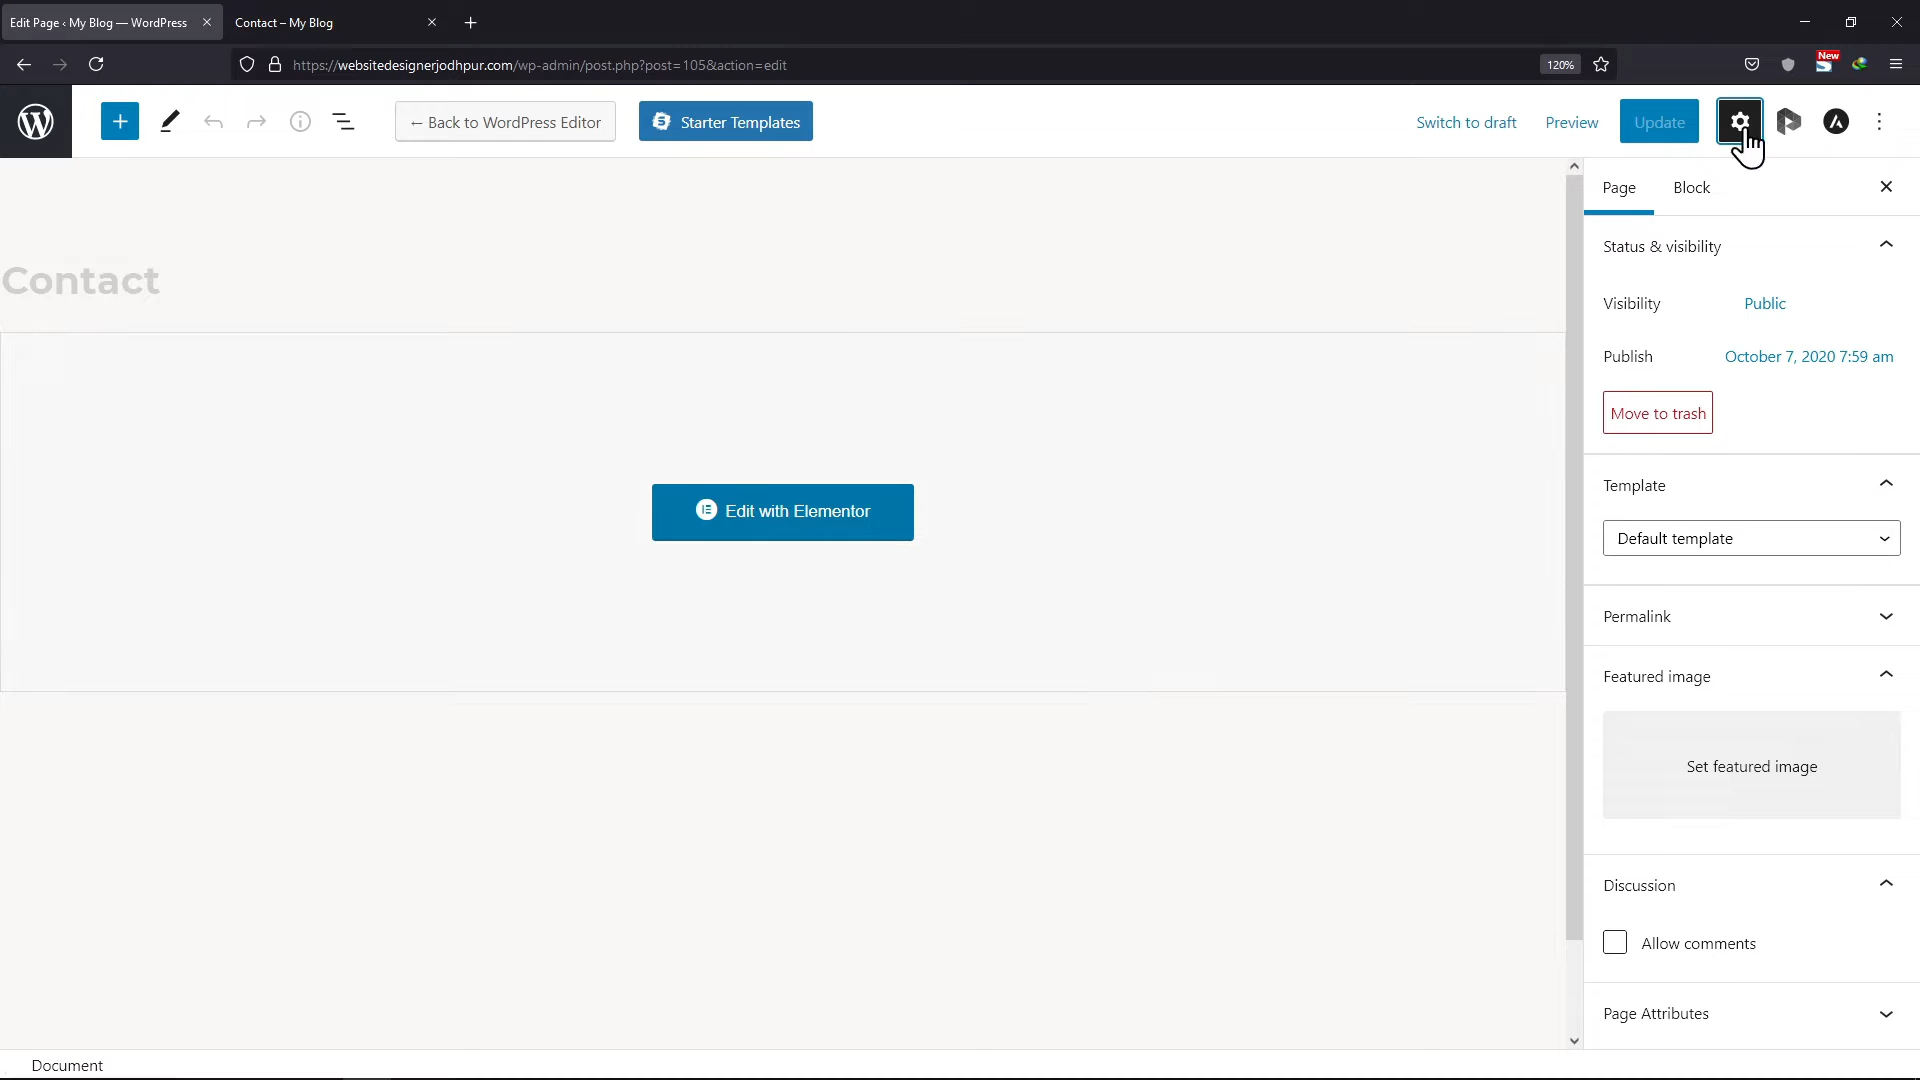 Edit Page ‹ My Blog — WordPress
Contact – My Blog
https://websitedesignerjodhpur.com/wp-admin/post.php?post=105&action=edit
120%
New
← Back to WordPress Editor
Starter Templates
Switch to draft
Preview
Update
Page
Block
Status & visibility
Visibility
Public
Publish
October 7, 2020 7:59 am
Move to trash
Template
Default template
Permalink
Featured image
Set featured image
Discussion
Allow comments
Page Attributes
Contact
Edit with Elementor
Document